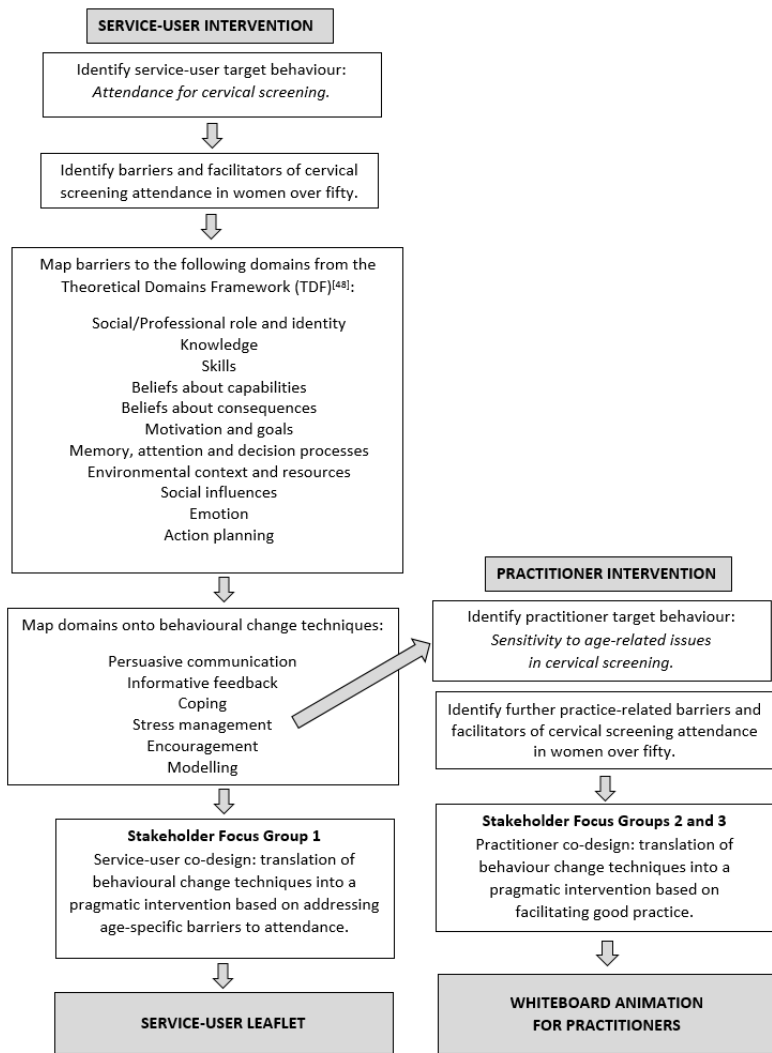 SERVICE-USER INTERVENTION
Identify service-user target behaviour:
Attendance for cervical screening.
Identify barriers and facilitators of cervical
screening attendance in women over fifty.
Map barriers to the following domains from the
Theoretical Domains Framework (TDF)[48]:
Social/Professional role and identity
Knowledge
Skills
Beliefs about capabilities
Beliefs about consequences
Motivation and goals
Memory, attention and decision processes
Environmental context and resources
Social influences
Emotion
Action planning
Map domains onto behavioural change techniques:
Persuasive communication
Informative feedback
Coping
Stress management
Encouragement
Modelling
Stakeholder Focus Group 1
Service-user co-design: translation of
behavioural change techniques into a
pragmatic intervention based on addressing
age-specific barriers to attendance.
SERVICE-USER LEAFLET
PRACTITIONER INTERVENTION
Identify practitioner target behaviour:
Sensitivity to age-related issues
in cervical screening.
Identify further practice-related barriers and
facilitators of cervical screening attendance
in women over fifty.
Stakeholder Focus Groups 2 and 3
Practitioner co-design: translation of
behaviour change techniques into a
pragmatic intervention based on
facilitating good practice.
WHITEBOARD ANIMATION
FOR PRACTITIONERS